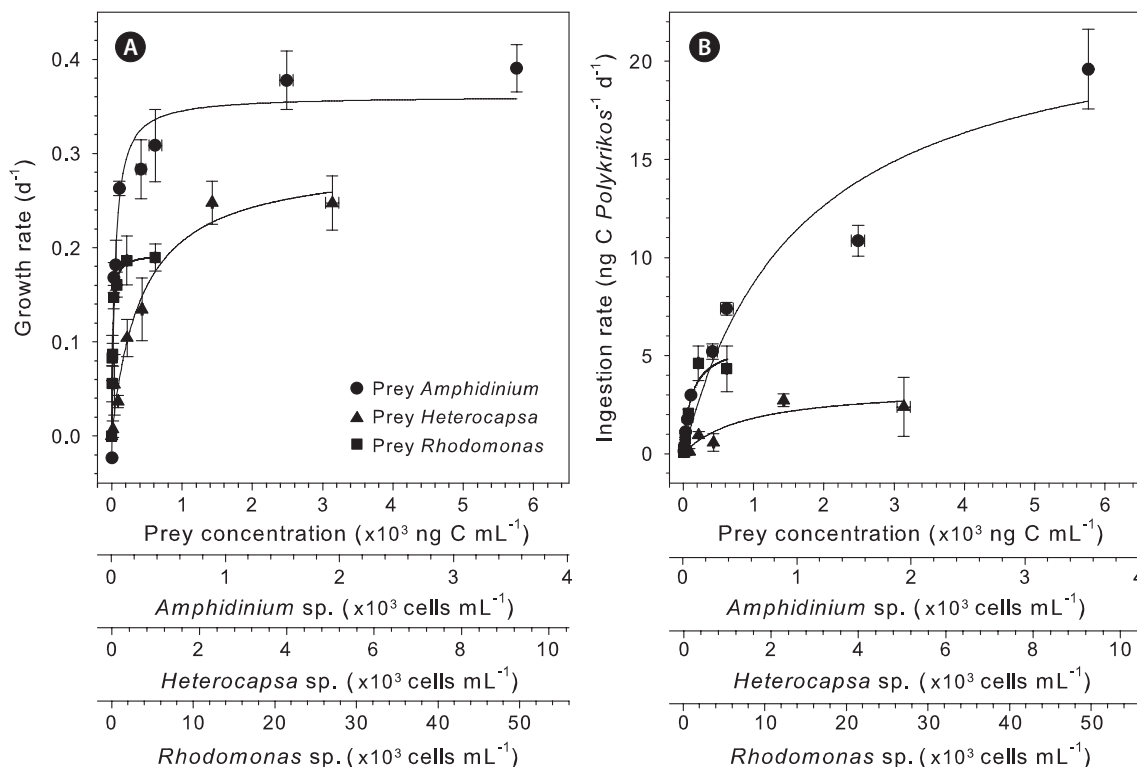 A
Growth rate (d⁻¹)
0.4
0.3
0.2
0.1
0.0
Prey Amphidinium
Prey Heterocapsa
Prey Rhodomonas
0 1 2 3 4 5 6
Prey concentration (x10³ ng C mL⁻¹)
0 1 2 3 4
Amphidinium sp. (x10³ cells mL⁻¹)
0 2 4 6 8 10
Heterocapsa sp. (x10³ cells mL⁻¹)
0 10 20 30 40 50
Rhodomonas sp. (x10³ cells mL⁻¹)
B
Ingestion rate (ng C Polykrikos⁻¹ d⁻¹)
20
15
10
5
0
0 1 2 3 4 5 6
Prey concentration (x10³ ng C mL⁻¹)
0 1 2 3 4
Amphidinium sp. (x10³ cells mL⁻¹)
0 2 4 6 8 10
Heterocapsa sp. (x10³ cells mL⁻¹)
0 10 20 30 40 50
Rhodomonas sp. (x10³ cells mL⁻¹)